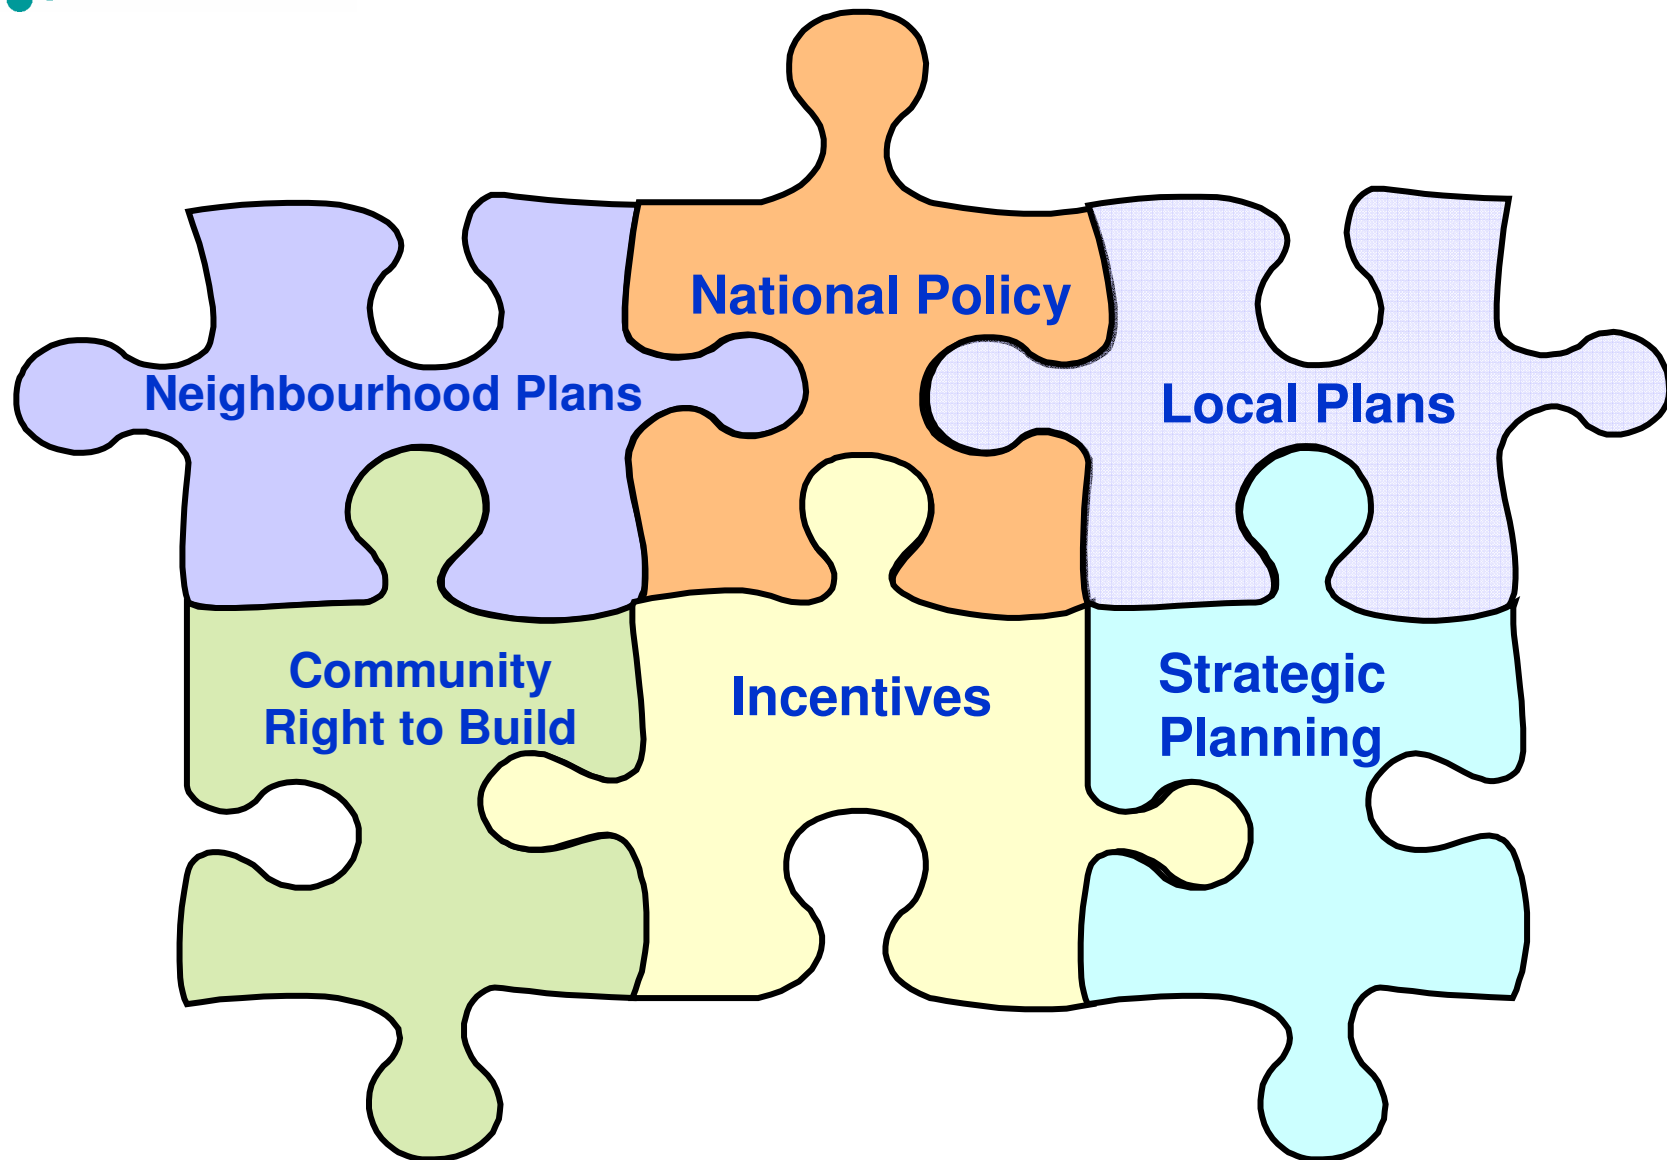 National Policy
Neighbourhood Plans
Local Plans
Community
Right to Build
Incentives
Strategic
Planning